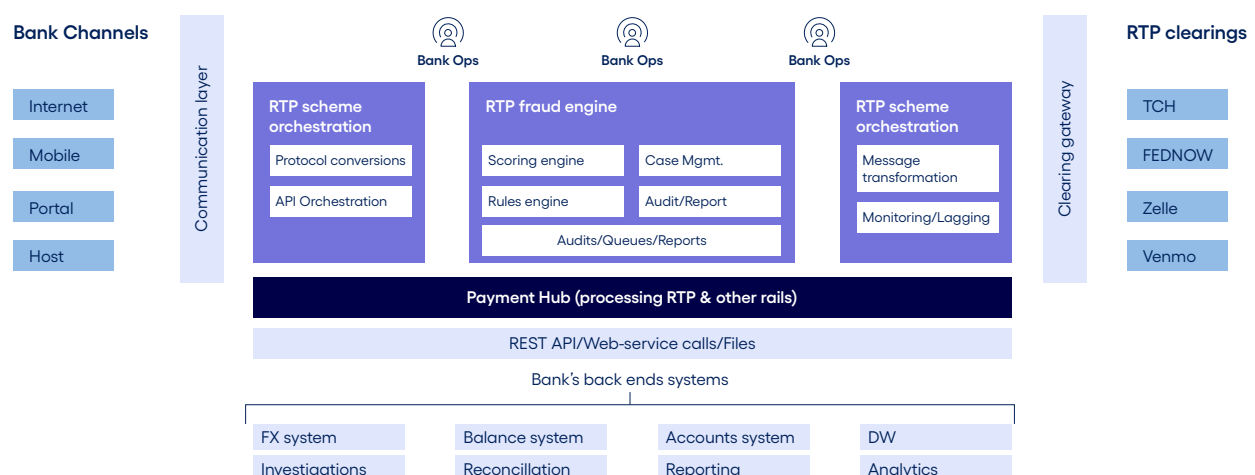 Bank Channels
Internet
Mobile
Portal
Host
Communication layer
Bank Ops
Bank Ops
Bank Ops
RTP scheme
orchestration
Protocol conversions
API Orchestration
RTP fraud engine
Scoring engine
Case Mgmt.
Rules engine
Audit/Report
Audits/Queues/Reports
RTP scheme
orchestration
Message
transformation
Monitoring/Lagging
Clearing gateway
RTP clearings
TCH
FEDNOW
Zelle
Venmo
Payment Hub (processing RTP & other rails)
REST API/Web-service calls/Files
Bank’s back ends systems
FX system
Balance system
Accounts system
DW
Investigations
Reconcillation
Reporting
Analytics